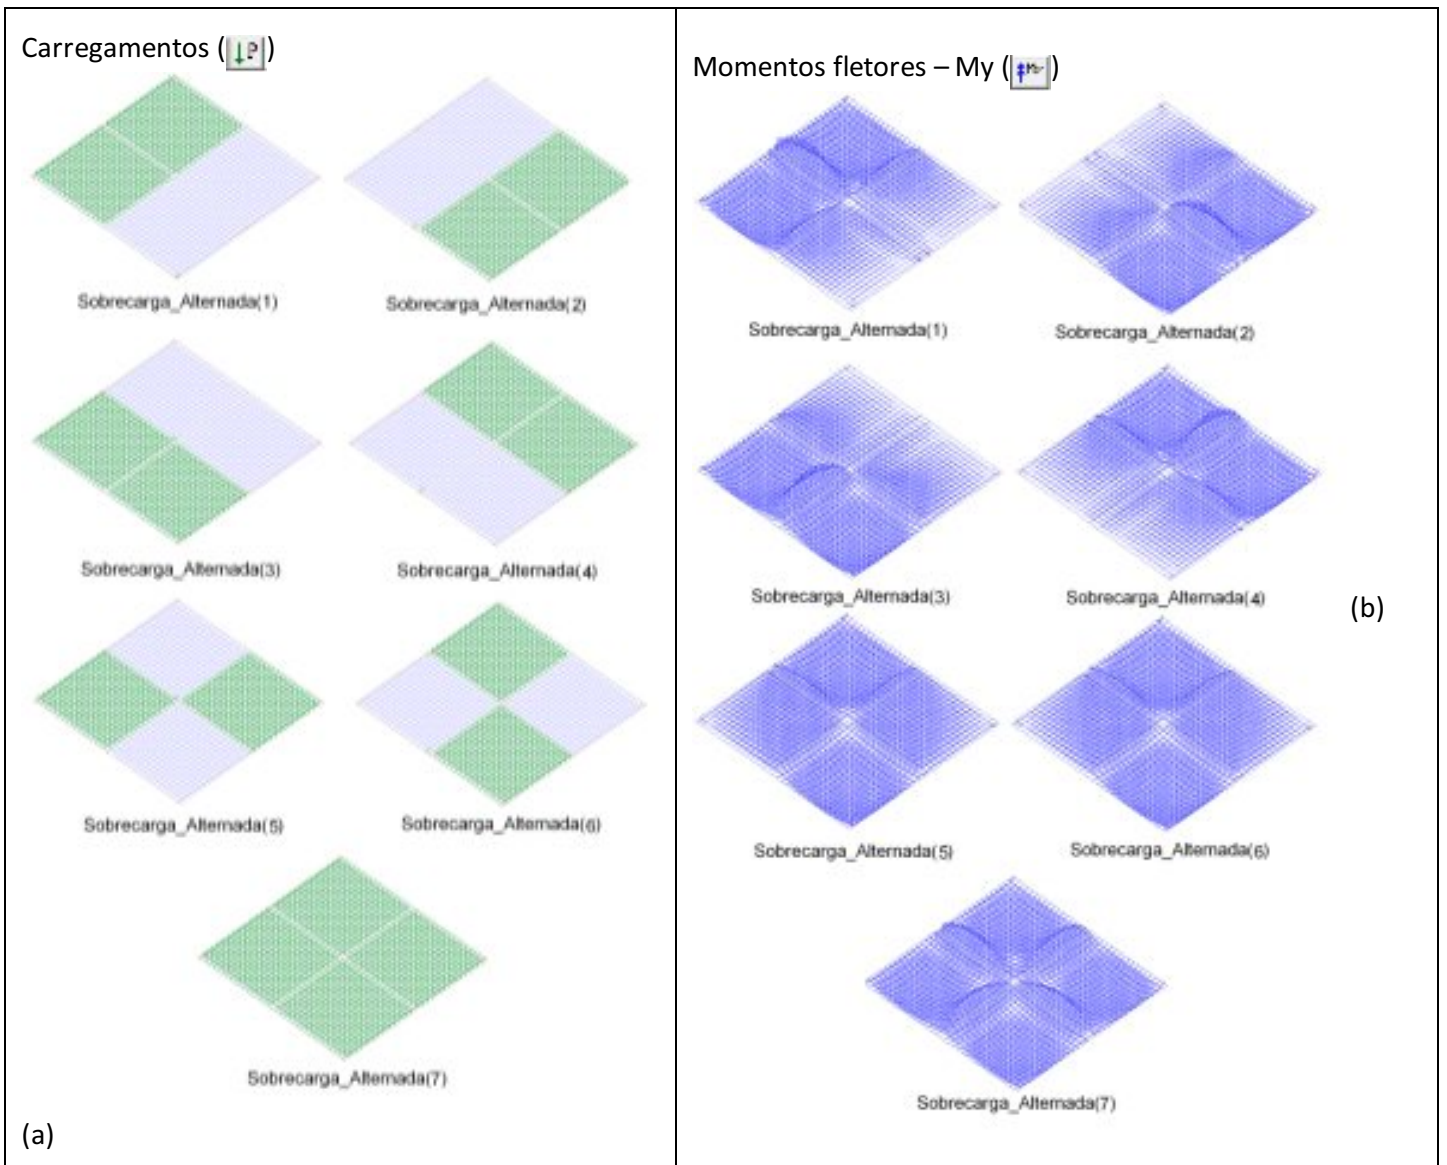 Carregamentos (↓P)
Sobrecarga_Alternada(1)
Sobrecarga_Alternada(2)
Sobrecarga_Alternada(3)
Sobrecarga_Alternada(4)
Sobrecarga_Alternada(5)
Sobrecarga_Alternada(6)
Sobrecarga_Alternada(7)
(a)
Momentos fletores – My ()
Sobrecarga_Alternada(1)
Sobrecarga_Alternada(2)
Sobrecarga_Alternada(3)
Sobrecarga_Alternada(4)
(b)
Sobrecarga_Alternada(5)
Sobrecarga_Alternada(6)
Sobrecarga_Alternada(7)